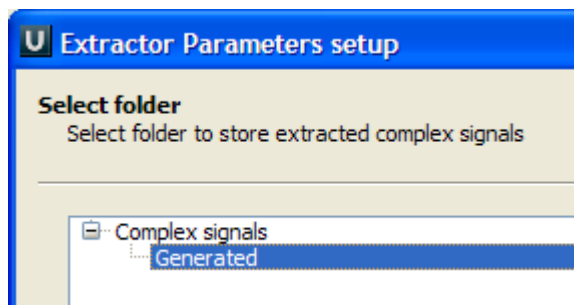 U Extractor Parameters setup
Select folder
Select folder to store extracted complex signals
Complex signals
Generated